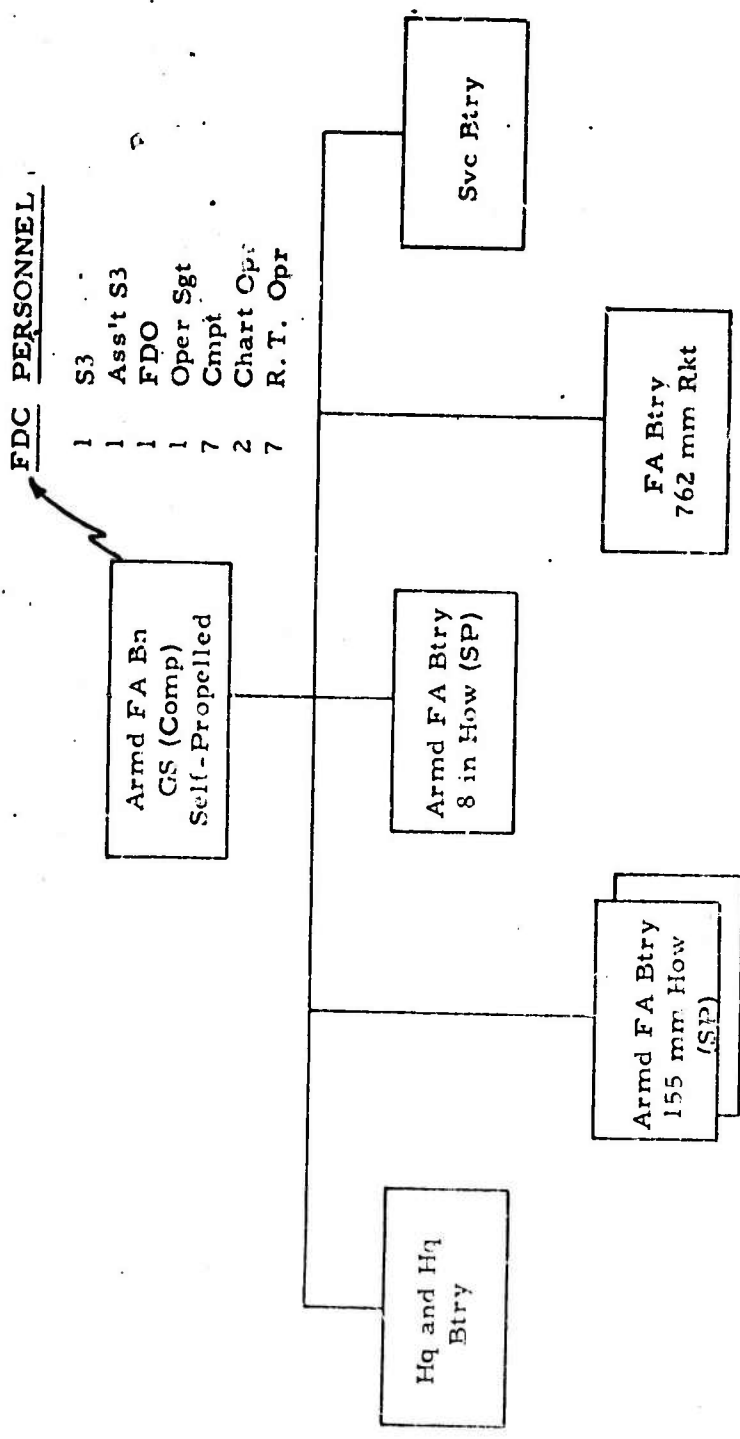 FDC PERSONNEL
1 S3
1 Ass't S3
1 FDO
1 Oper Sgt
7 Cmpt
2 Chart Opr
7 R.T. Opr
Armd FA Bn
GS (Comp)
Self-Propelled
Hq and Hq
Btry
Armd FA Btry
155 mm How
(SP)
Armd FA Btry
8 in How (SP)
FA Btry
762 mm Rkt
Svc Btry